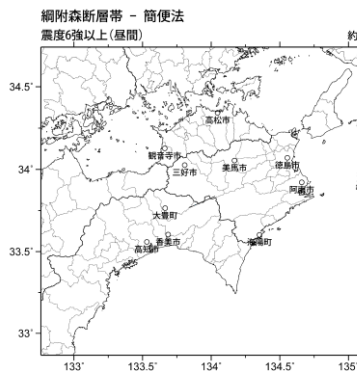 綱附森断層帯 – 簡便法
震度6強以上(昼間)
約
34.5˚
高松市
観音寺市
徳島市
34˚
三好市
美馬市
阿南市
大豊町
33.5˚
高知市
香美市
海陽町
33˚
133˚
133.5˚
134˚
134.5˚
135